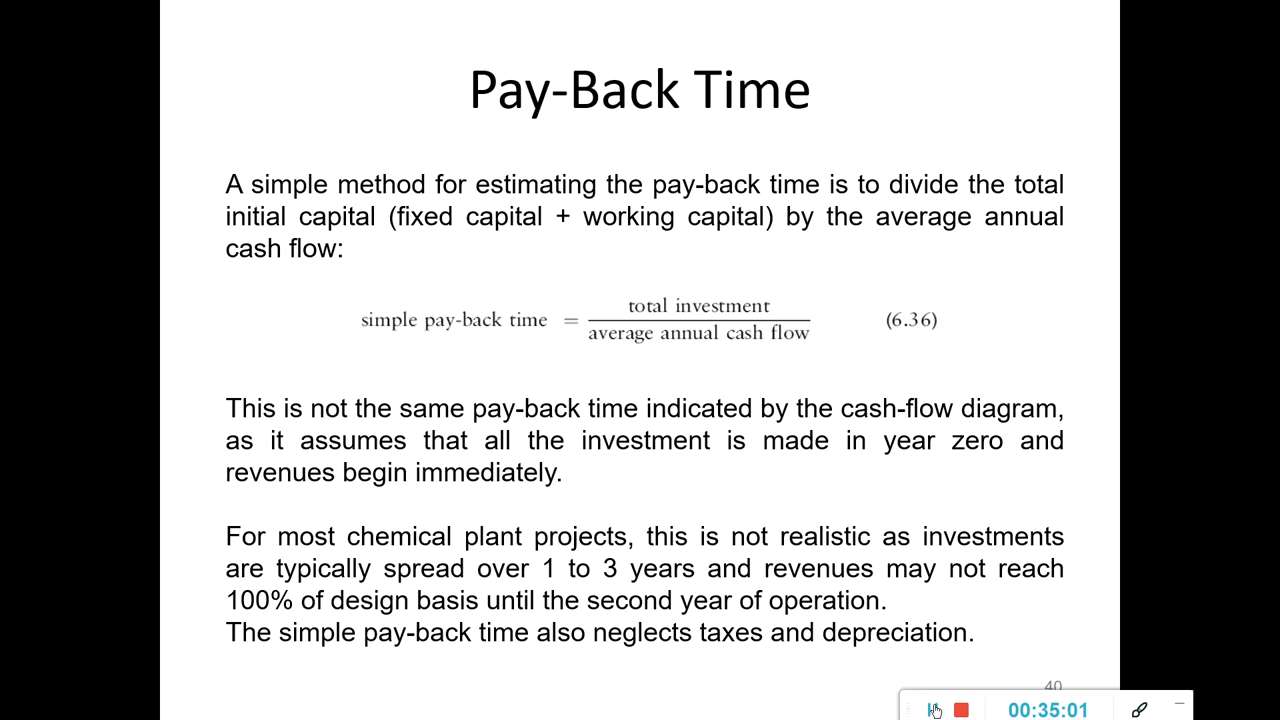 Pay-Back Time
A simple method for estimating the pay-back time is to divide the total
initial capital (fixed capital + working capital) by the average annual
cash flow:
simple pay-back time = total investment / average annual cash flow (6.36)
This is not the same pay-back time indicated by the cash-flow diagram,
as it assumes that all the investment is made in year zero and
revenues begin immediately.
For most chemical plant projects, this is not realistic as investments
are typically spread over 1 to 3 years and revenues may not reach
100% of design basis until the second year of operation.
The simple pay-back time also neglects taxes and depreciation.
40
00:35:01